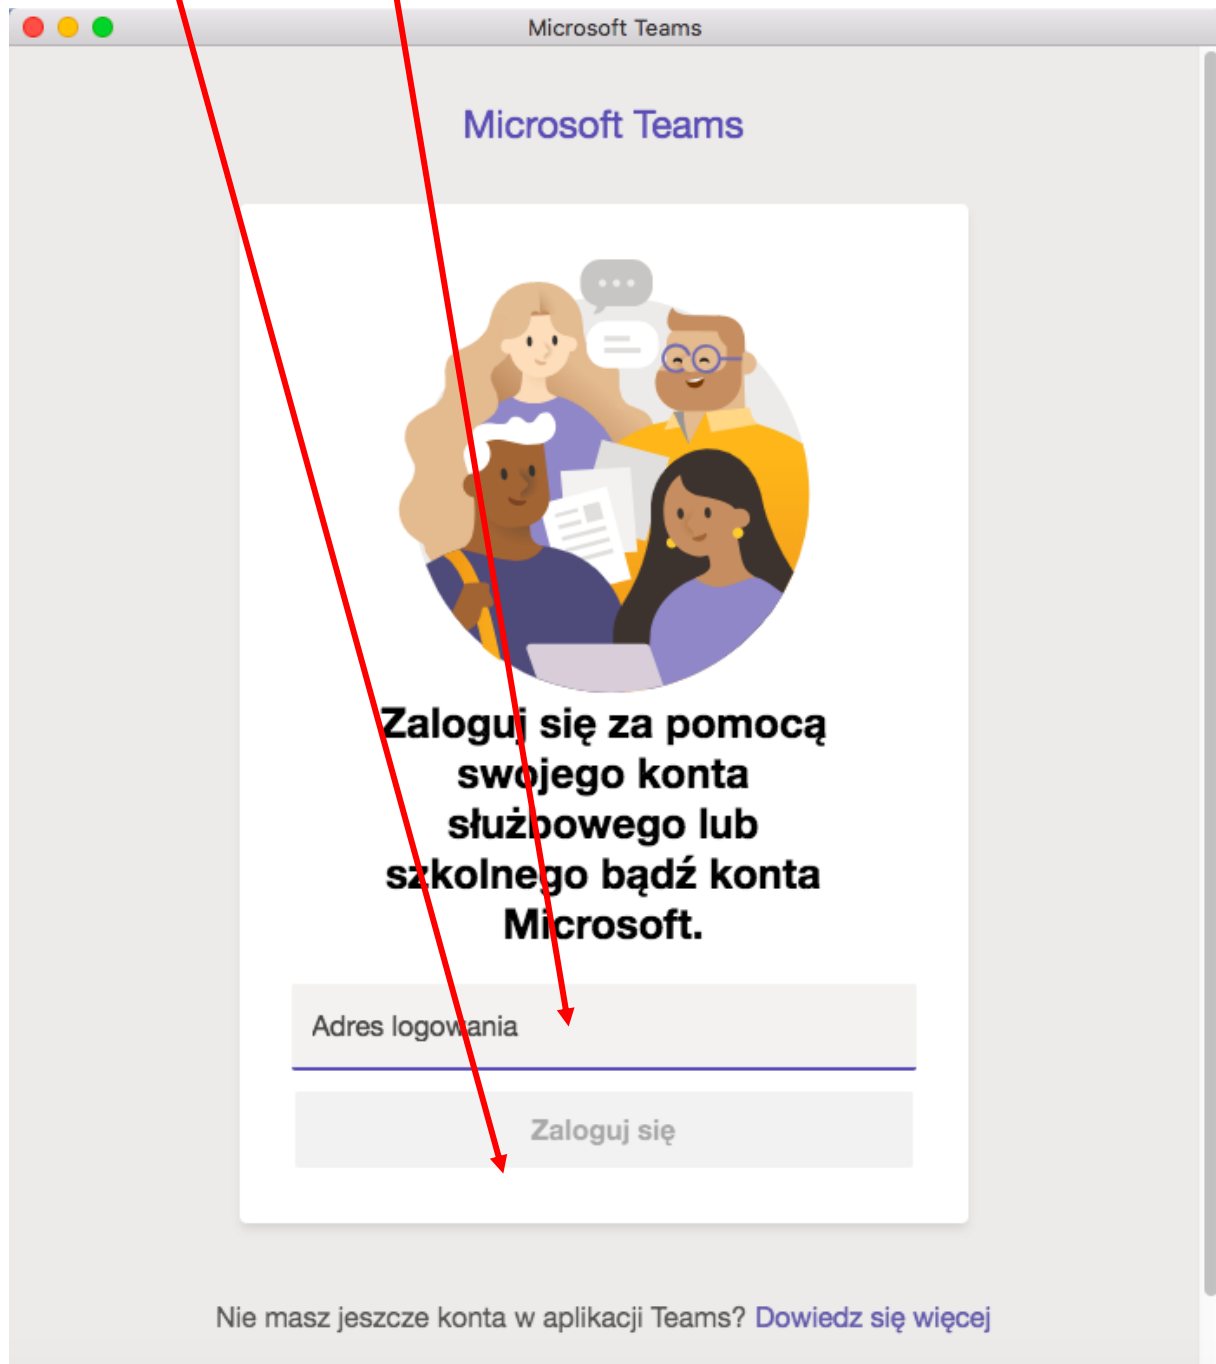 Microsoft Teams
Microsoft Teams
Zaloguj się za pomocą
swojego konta
służbowego lub
szkolnego bądź konta
Microsoft.
Adres logowania
Zaloguj się
Nie masz jeszcze konta w aplikacji Teams? Dowiedz się więcej